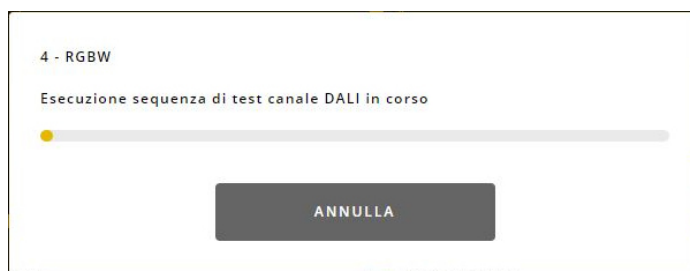 4 - RGBW
Esecuzione sequenza di test canale DALI in corso
ANNULLA